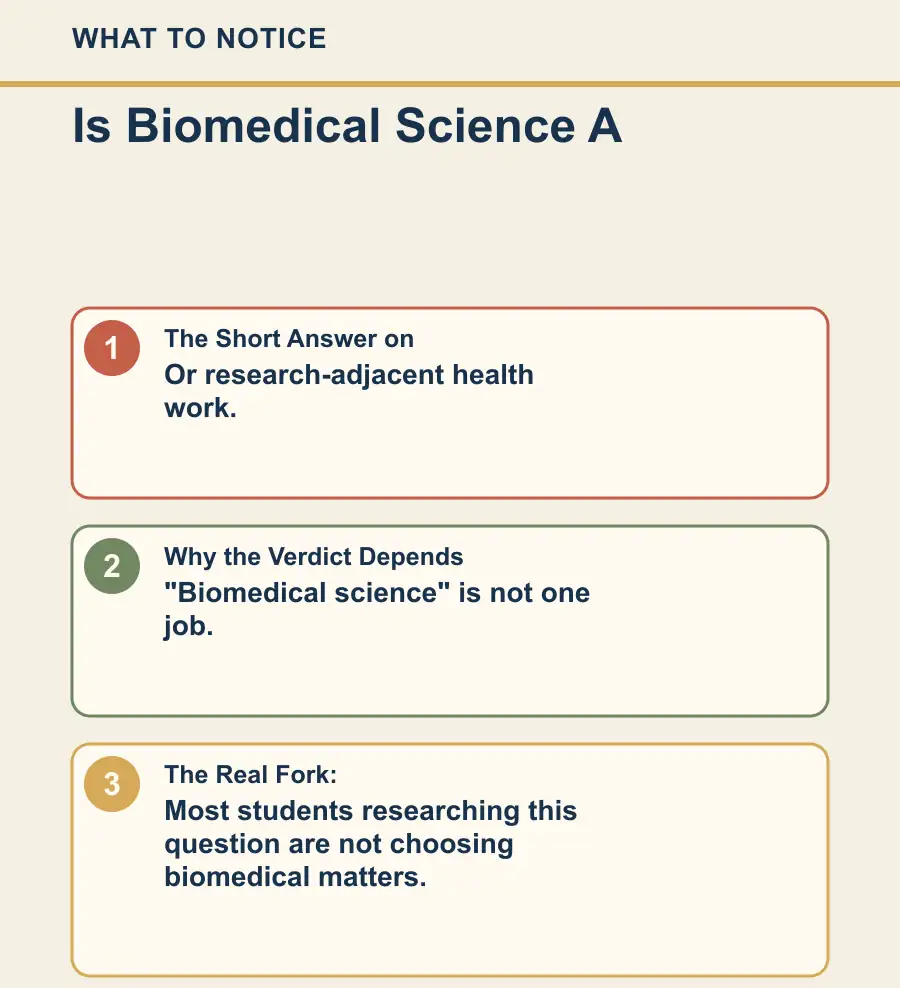 WHAT TO NOTICE
Is Biomedical Science A
1
The Short Answer on
Or research-adjacent health
work.
2
Why the Verdict Depends
"Biomedical science" is not one
job.
3
The Real Fork:
Most students researching this
question are not choosing
biomedical matters.